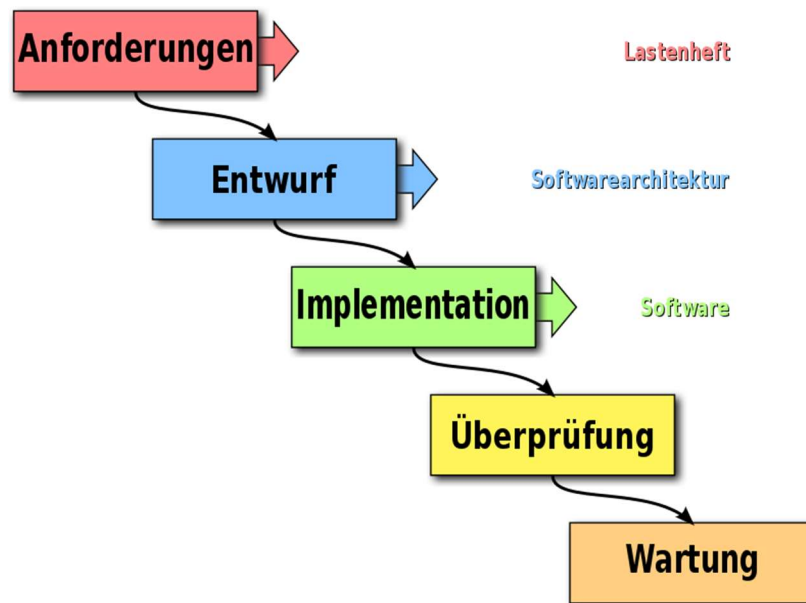 Anforderungen
Lastenheft
Entwurf
Softwarearchitektur
Implementation
Software
Überprüfung
Wartung